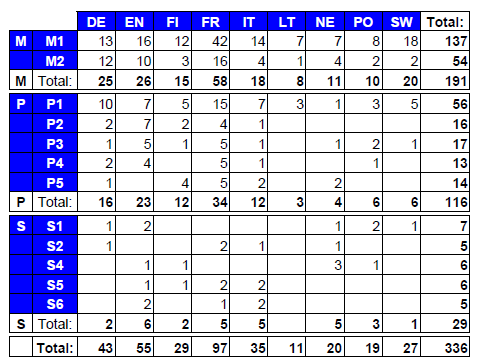 DE EN FI FR IT LT NE PO SW Total:
M M1 13 16 12 42 14 7 7 8 18 137
M2 12 10 3 16 4 1 4 2 2 54
M Total: 25 26 15 58 18 8 11 10 20 191
P P1 10 7 5 15 7 3 1 3 5 56
P2 2 7 2 4 1 16
P3 1 5 1 5 1 1 2 1 17
P4 2 4 5 1 1 13
P5 1 4 5 2 2 14
P Total: 16 23 12 34 12 3 4 6 6 116
S S1 1 2 1 2 1 7
S2 1 2 1 1 5
S4 1 1 3 1 6
S5 1 1 2 2 6
S6 2 1 2 5
S Total: 2 6 2 5 5 5 3 1 29
Total: 43 55 29 97 35 11 20 19 27 336